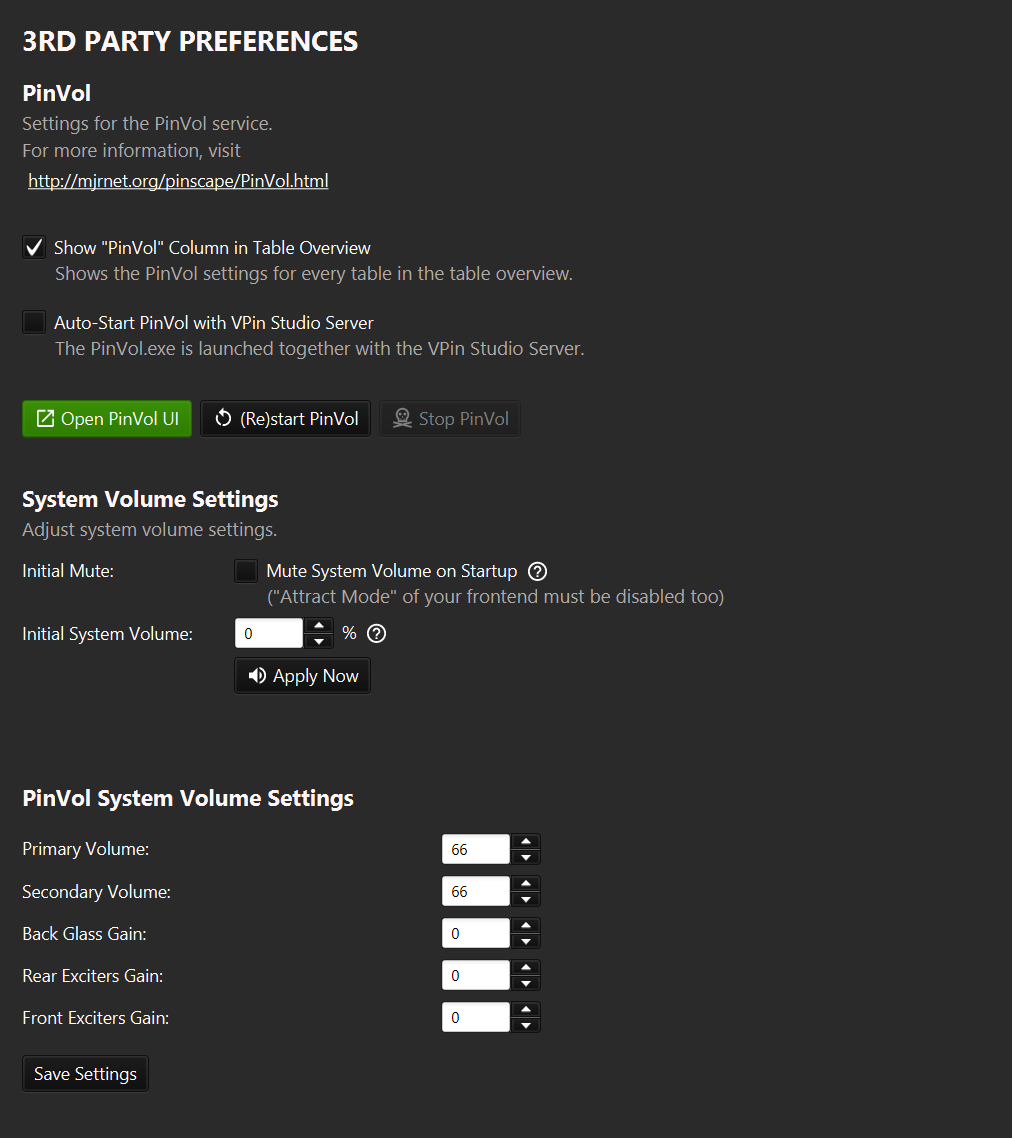 3RD PARTY PREFERENCES
PinVol
Settings for the PinVol service.
For more information, visit
http://mjrnet.org/pinscape/PinVol.html
Show "PinVol" Column in Table Overview
Shows the PinVol settings for every table in the table overview.
Auto-Start PinVol with VPin Studio Server
The PinVol.exe is launched together with the VPin Studio Server.
Open PinVol UI (Re)start PinVol Stop PinVol
System Volume Settings
Adjust system volume settings.
Initial Mute: Mute System Volume on Startup ?
("Attract Mode" of your frontend must be disabled too)
Initial System Volume: 0 % ?
Apply Now
PinVol System Volume Settings
Primary Volume: 66
Secondary Volume: 66
Back Glass Gain: 0
Rear Exciters Gain: 0
Front Exciters Gain: 0
Save Settings